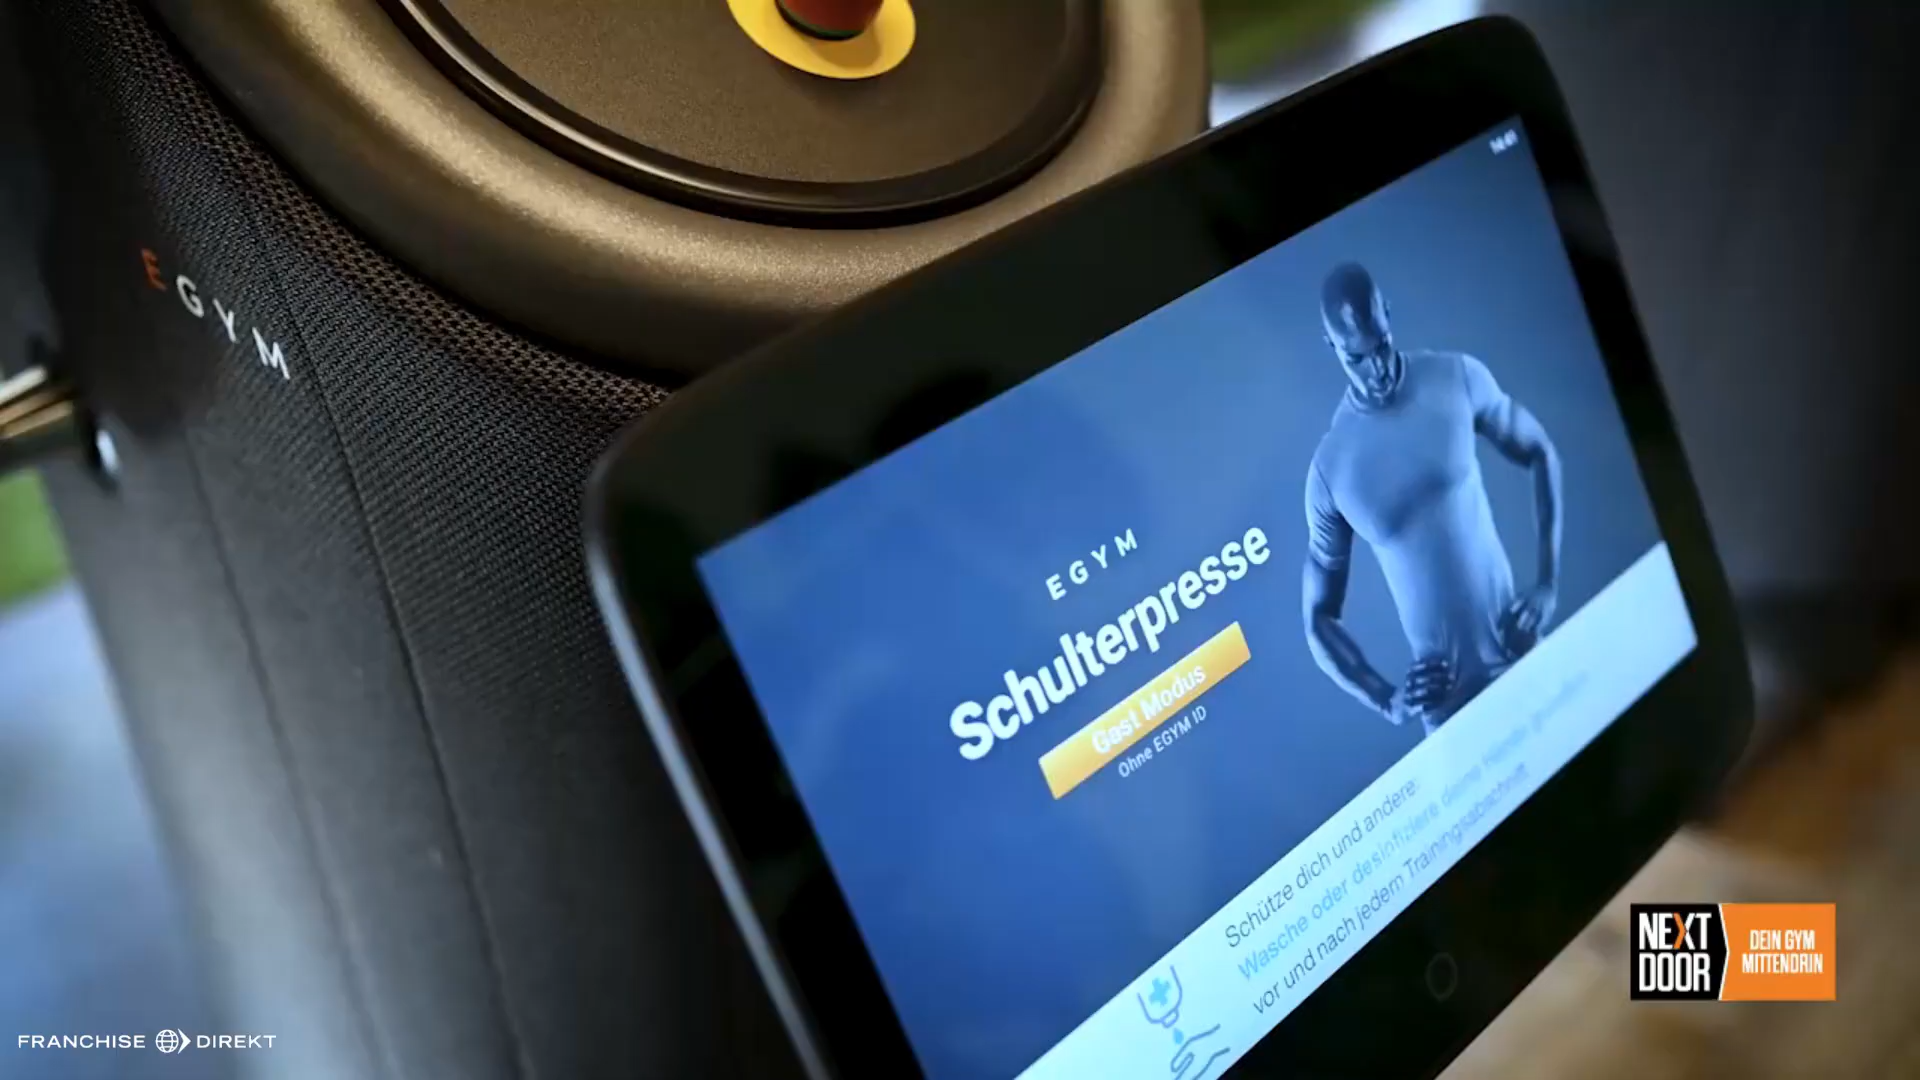 EGYM
EGYM
Schulterpresse
Gast Modus
Ohne EGYM ID
Schütze dich und andere:
Wasche oder desinfiziere deine Hände gründlich
vor und nach jedem Trainingsabschnitt.
NEXT
DOOR
DEIN GYM
MITTENDRIN
FRANCHISE DIREKT